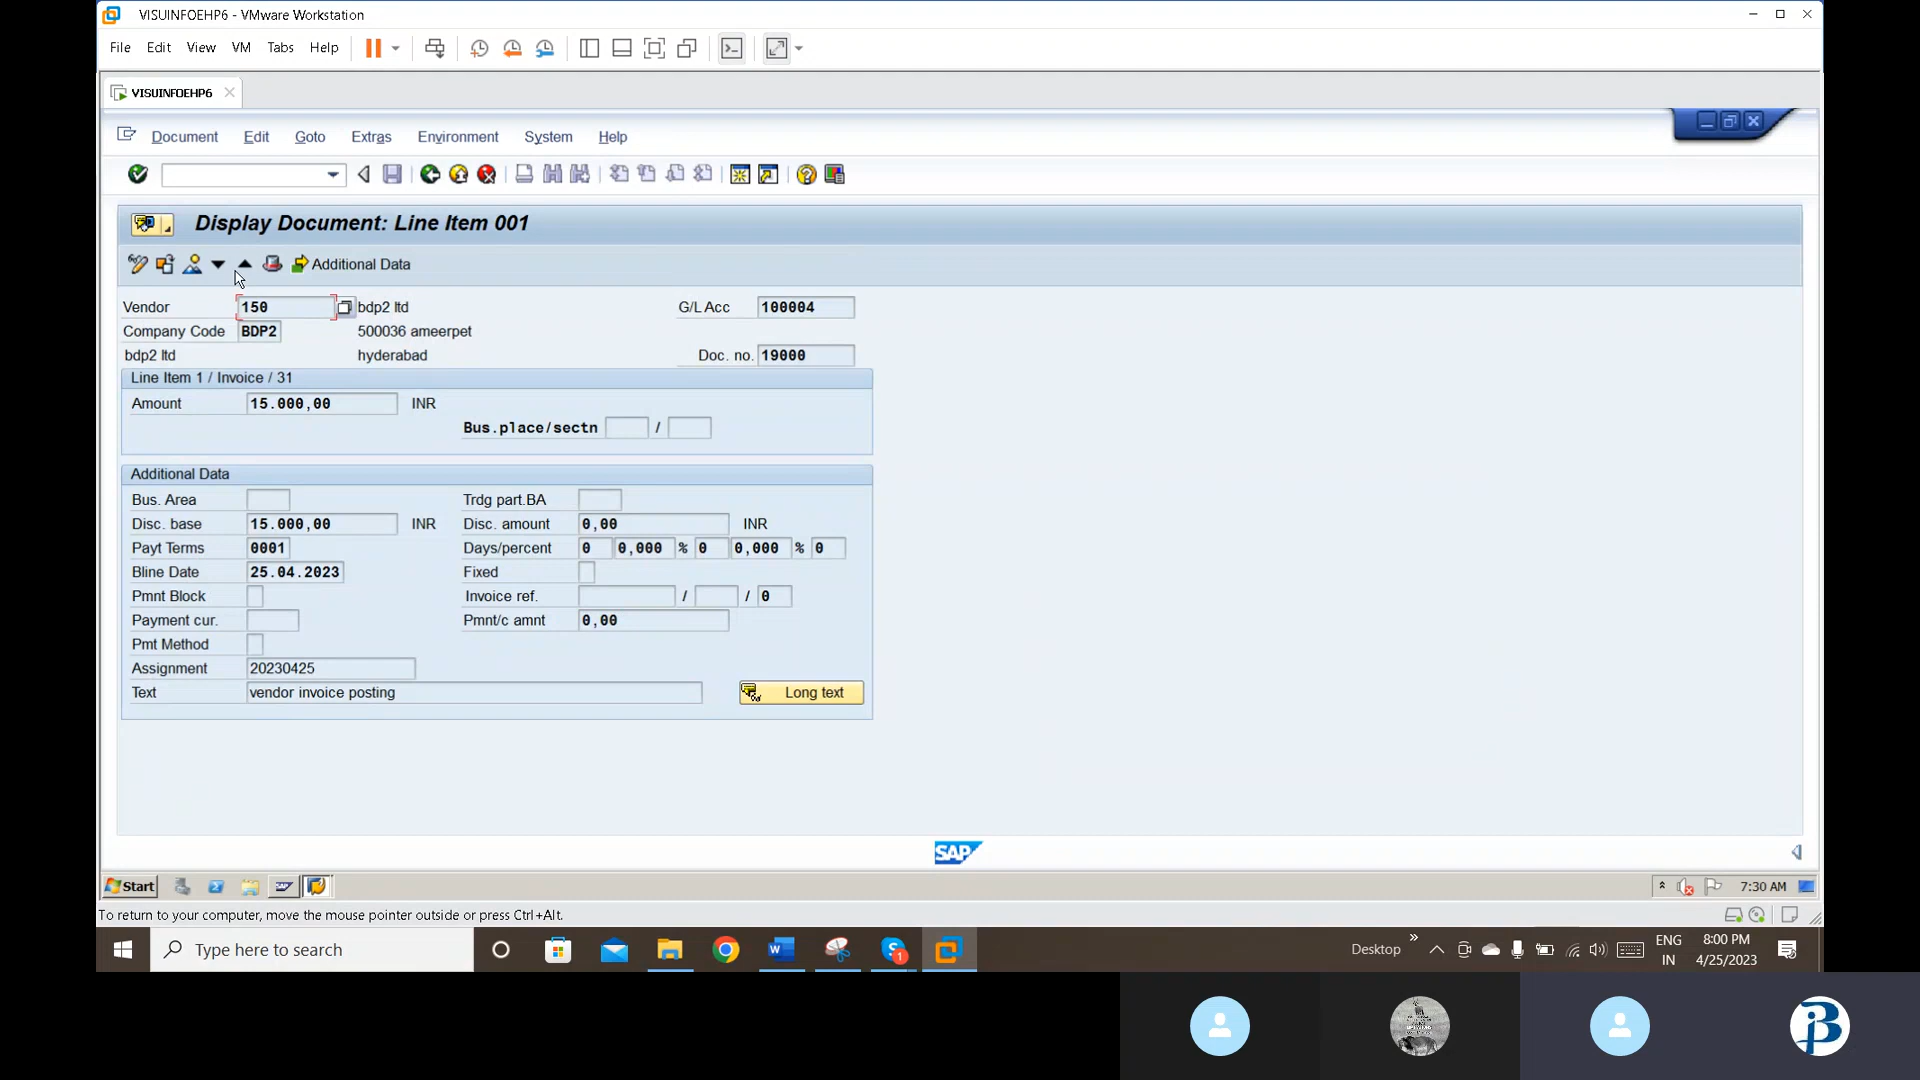 VISUINFOEHP6 - VMware Workstation
File Edit View VM Tabs Help
VISUINFOEHP6
Document Edit Goto Extras Environment System Help
Display Document: Line Item 001
Additional Data
Vendor 150 bdp2 ltd G/L Acc 100004
Company Code BDP2 500036 ameerpet
bdp2 ltd hyderabad Doc. no. 19000
Line Item 1 / Invoice / 31
Amount 15.000,00 INR
Bus.place/sectn /
Additional Data
Bus. Area Trdg part.BA
Disc. base 15.000,00 INR Disc. amount 0,00 INR
Payt Terms 0001 Days/percent 0 0,000 % 0 0,000 % 0
Bline Date 25.04.2023 Fixed
Pmnt Block Invoice ref. / / 0
Payment cur. Pmnt/c amnt 0,00
Pmt Method
Assignment 20230425
Text vendor invoice posting Long text
SAP
Start 7:30 AM
To return to your computer, move the mouse pointer outside or press Ctrl+Alt.
Type here to search Desktop ENG 8:00 PM
IN 4/25/2023